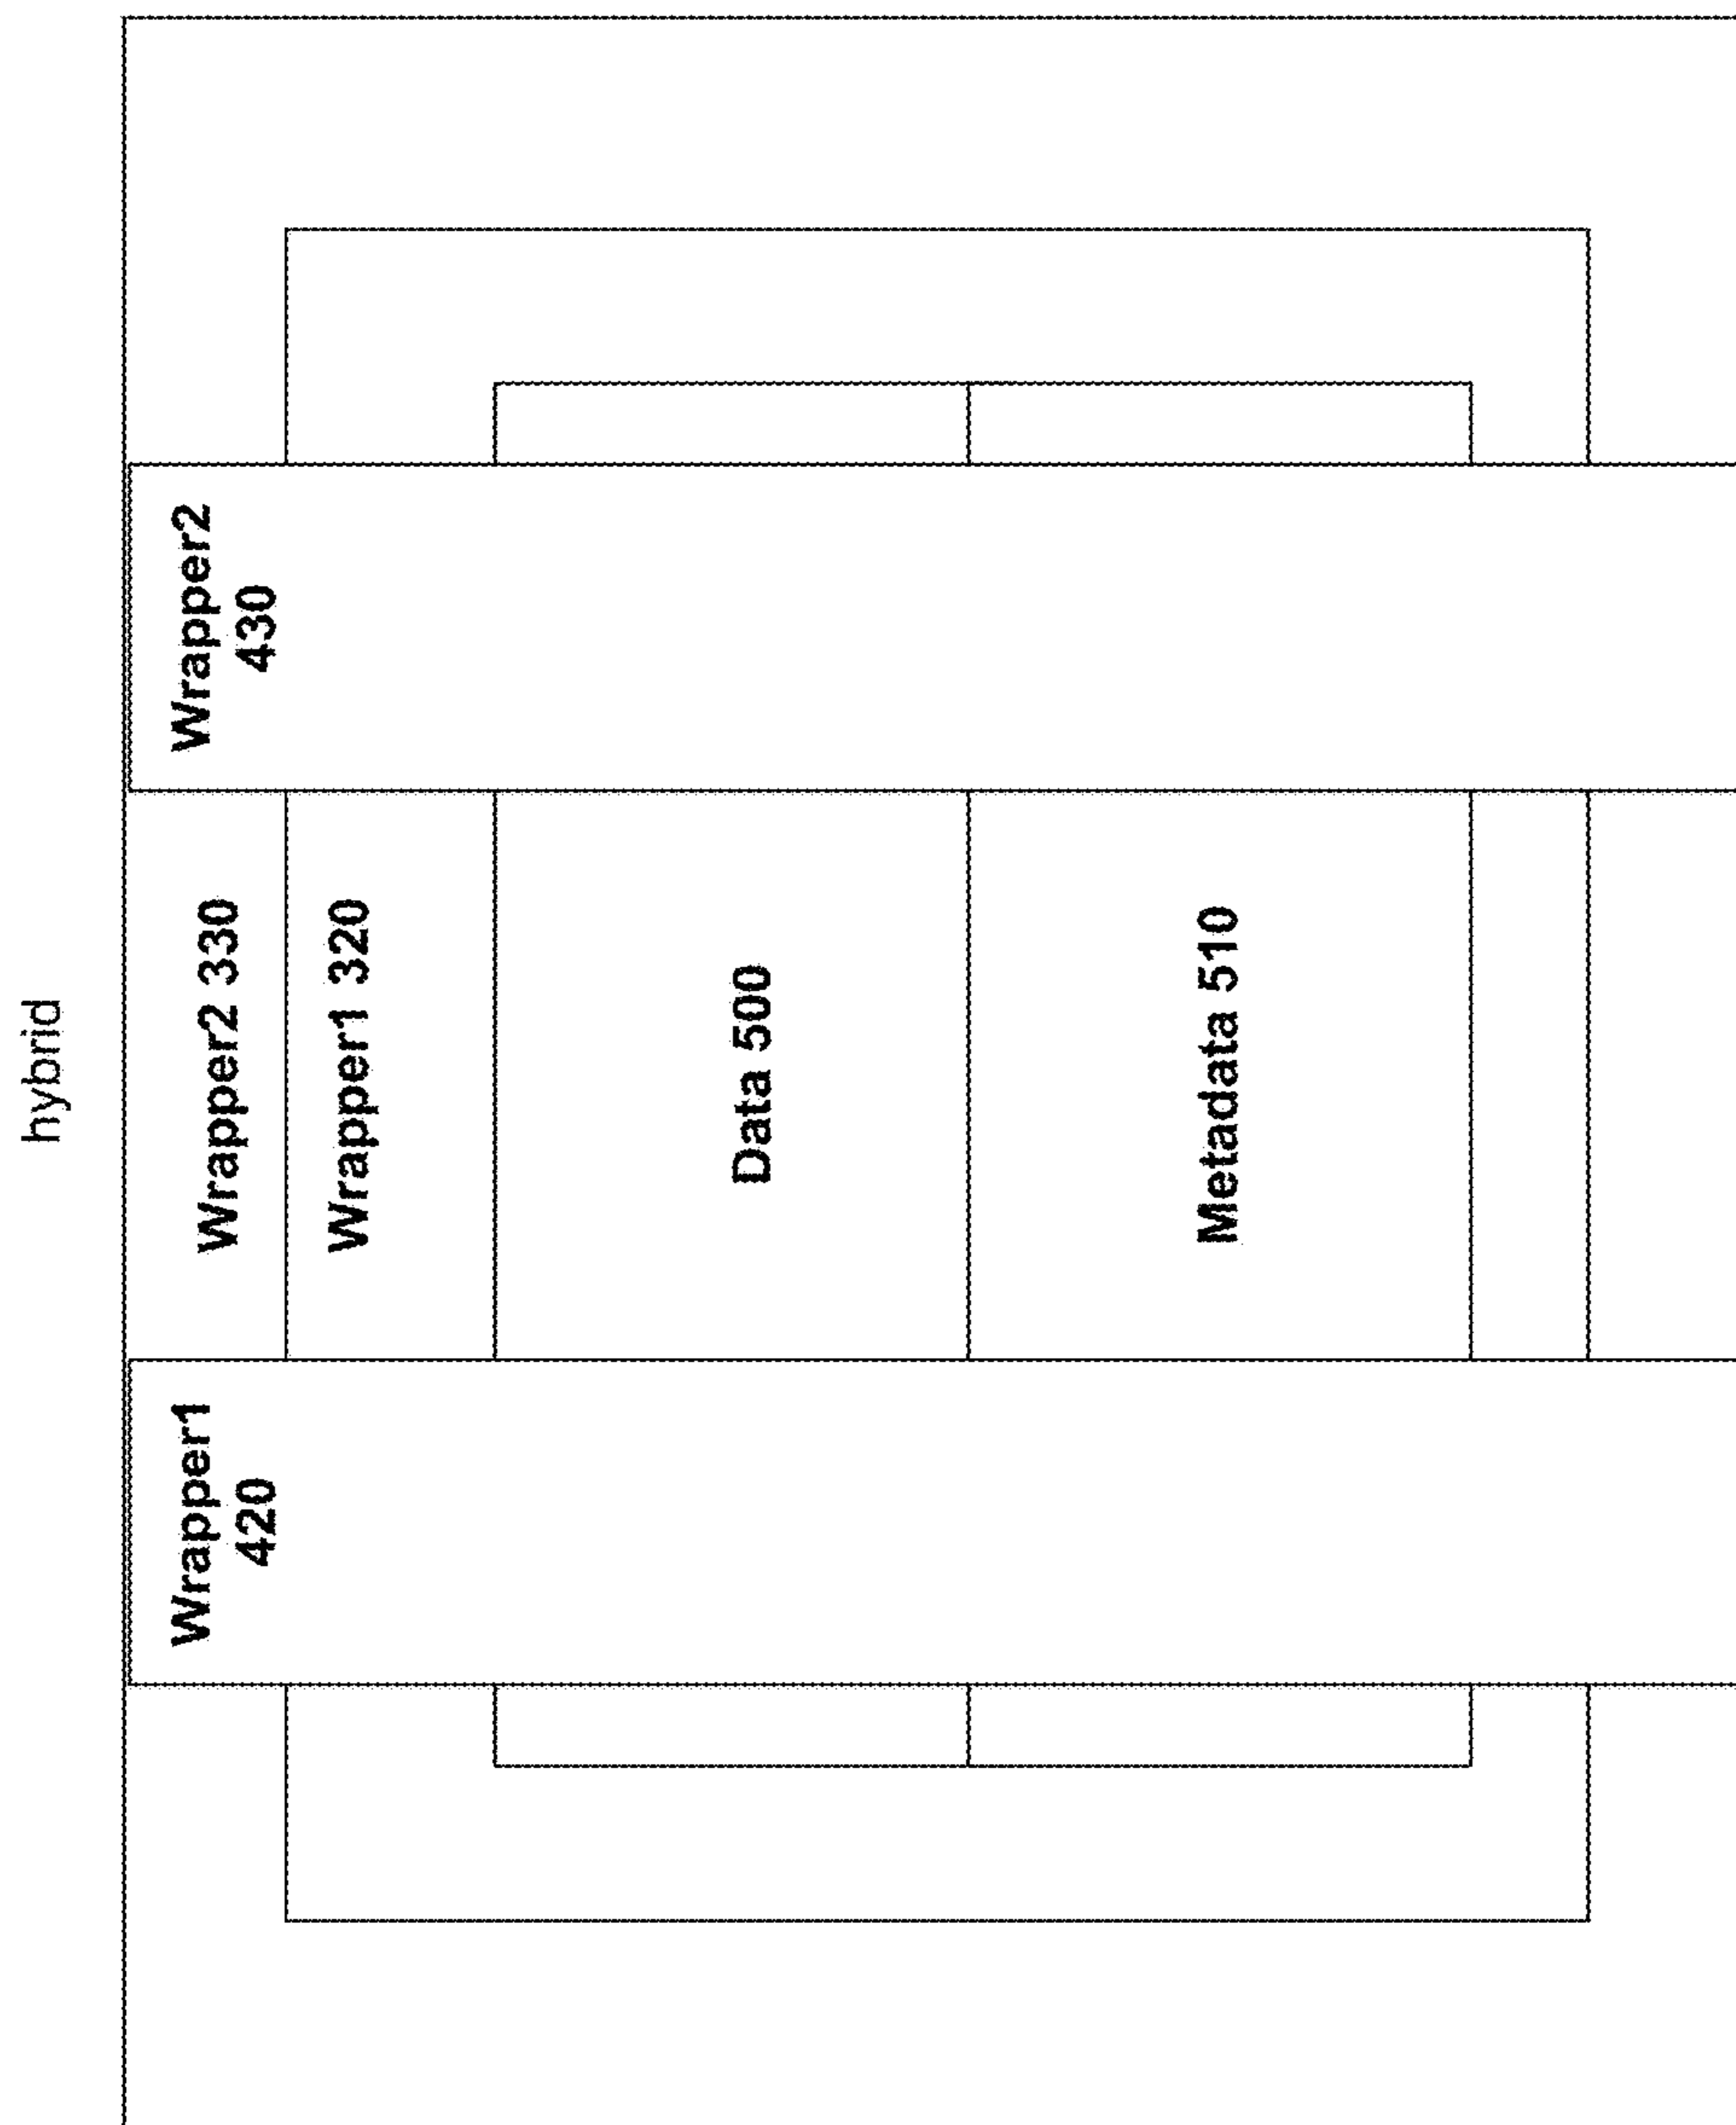 hybrid
Wrapper1
420
Wrapper2 330
Wrapper1 320
Data 500
Metadata 510
Wrapper2
430